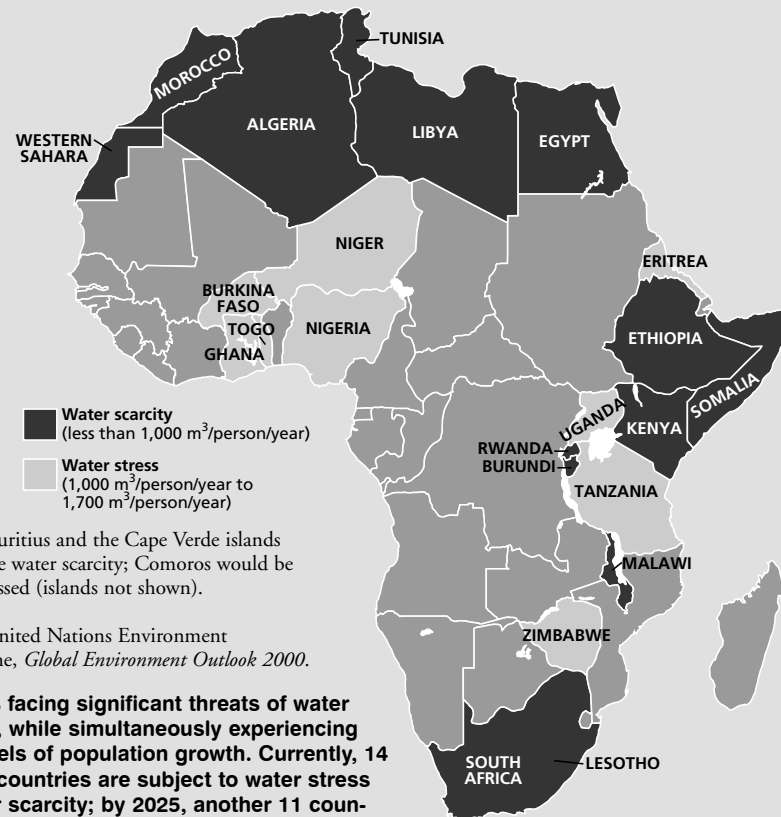 TUNISIA
MOROCCO
ALGERIA
LIBYA
EGYPT
WESTERN
SAHARA
NIGER
ERITREA
BURKINA
FASO
TOGO
NIGERIA
GHANA
ETHIOPIA
SOMALIA
UGANDA
KENYA
RWANDA
BURUNDI
TANZANIA
MALAWI
ZIMBABWE
SOUTH
AFRICA
LESOTHO
Water scarcity
(less than 1,000 m³/person/year)
Water stress
(1,000 m³/person/year to
1,700 m³/person/year)
uritius and the Cape Verde islands
e water scarcity; Comoros would be
ssed (islands not shown).
nited Nations Environment
ne, Global Environment Outlook 2000.
s facing significant threats of water
, while simultaneously experiencing
els of population growth. Currently, 14
countries are subject to water stress
r scarcity; by 2025, another 11 coun-